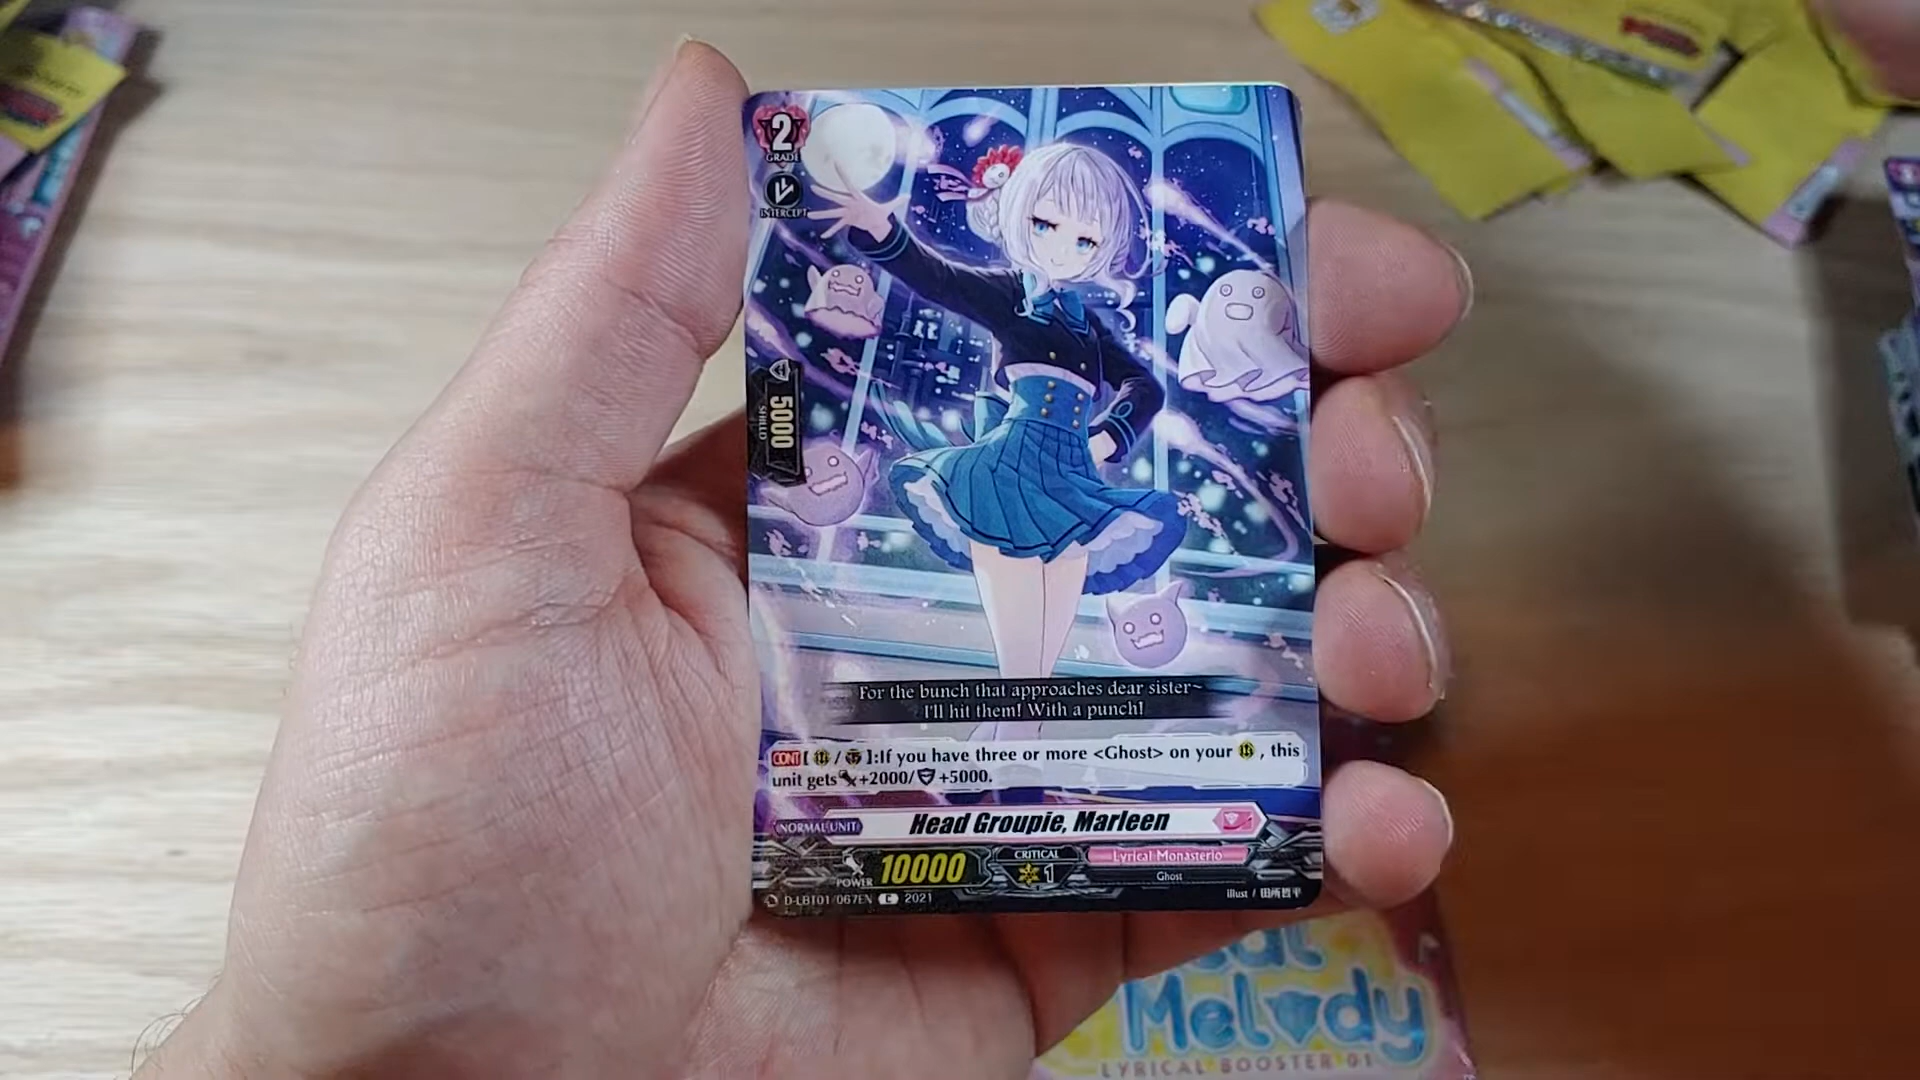 2
GRADE
INTERCEPT
5000
SHIELD
For the bunch that approaches dear sister~
I'll hit them! With a punch!
CONT [ / ]:If you have three or more <Ghost> on your , this
unit gets +2000/ +5000.
NORMAL UNIT
Head Groupie, Marleen
POWER 10000
CRITICAL
1
Lyrical Monasterio
Ghost
D-LBT01/067EN C 2021
illust / 田所哲平
Melody
LYRICAL BOOSTER 01